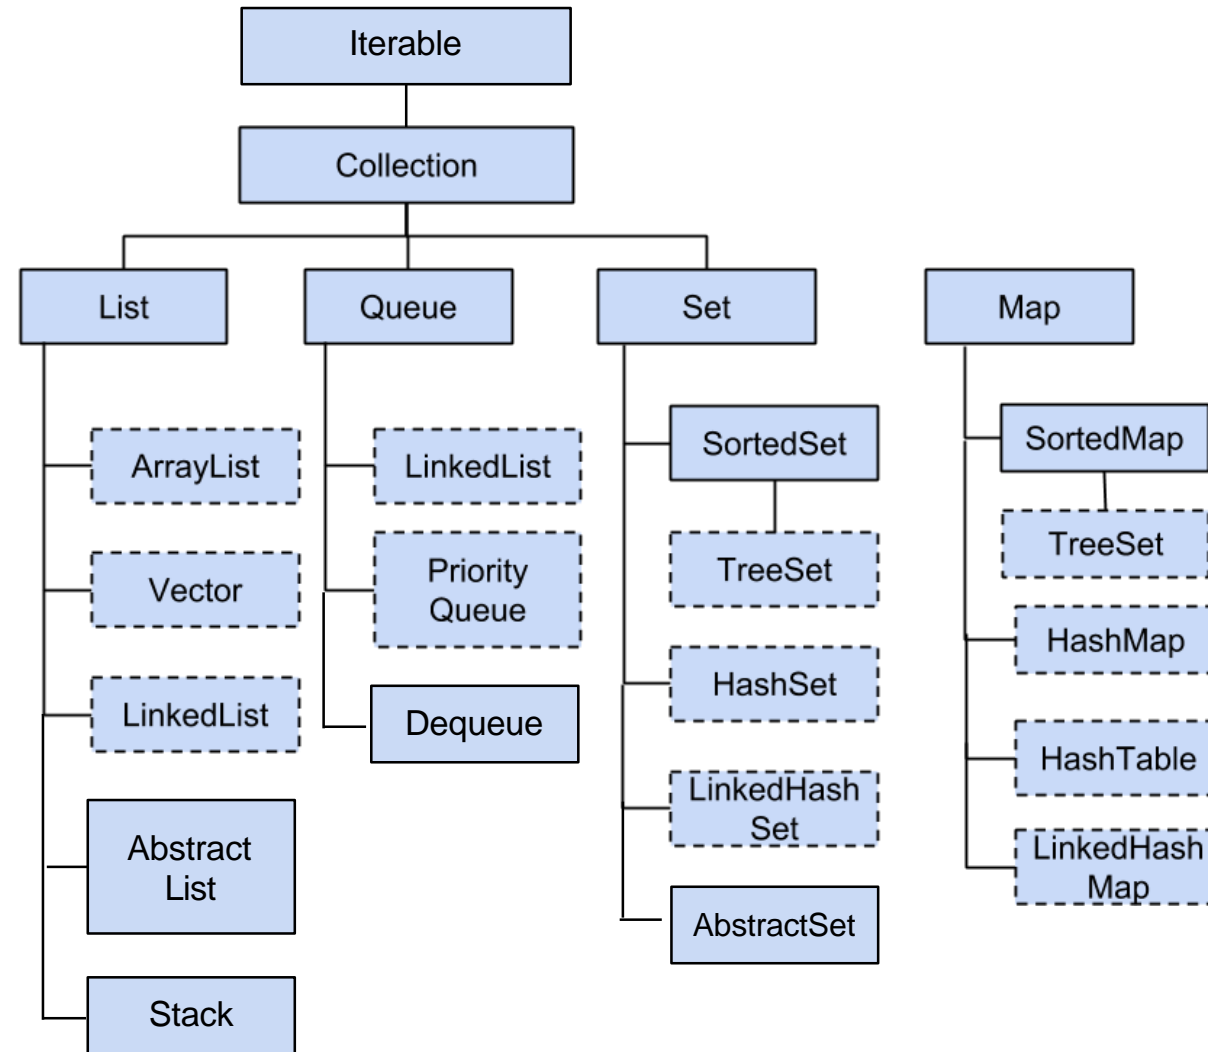 Iterable
Collection
List
Queue
Set
Map
ArrayList
Vector
LinkedList
Abstract
List
Stack
LinkedList
Priority
Queue
Dequeue
SortedSet
TreeSet
HashSet
LinkedHash
Set
AbstractSet
SortedMap
TreeSet
HashMap
HashTable
LinkedHash
Map